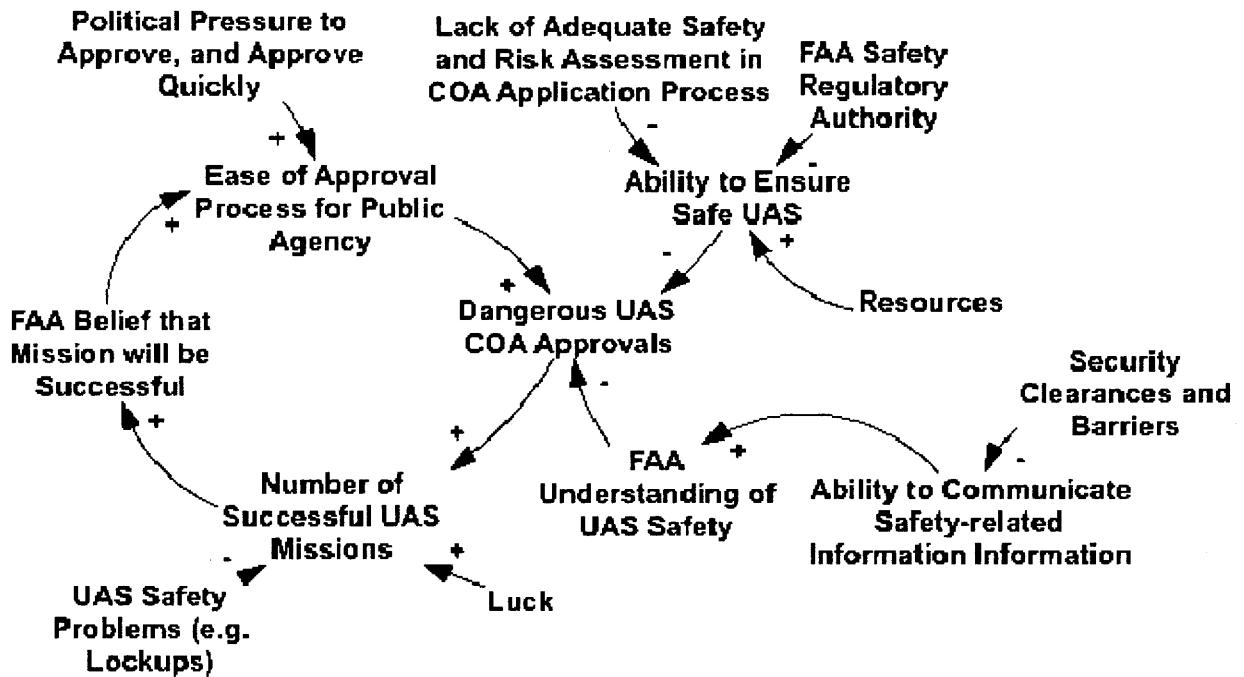 Political Pressure to
Approve, and Approve
Quickly
Lack of Adequate Safety
and Risk Assessment in
COA Application Process
FAA Safety
Regulatory
Authority
+
-
-
Ease of Approval
Process for Public
Agency
Ability to Ensure
Safe UAS
+
-
+
+
Dangerous UAS
COA Approvals
Resources
FAA Belief that
Mission will be
Successful
-
Security
Clearances and
Barriers
+
+
+
-
FAA
Understanding of
UAS Safety
Number of
Successful UAS
Missions
Ability to Communicate
Safety-related
Information Information
-
+
UAS Safety
Problems (e.g.
Lockups)
Luck